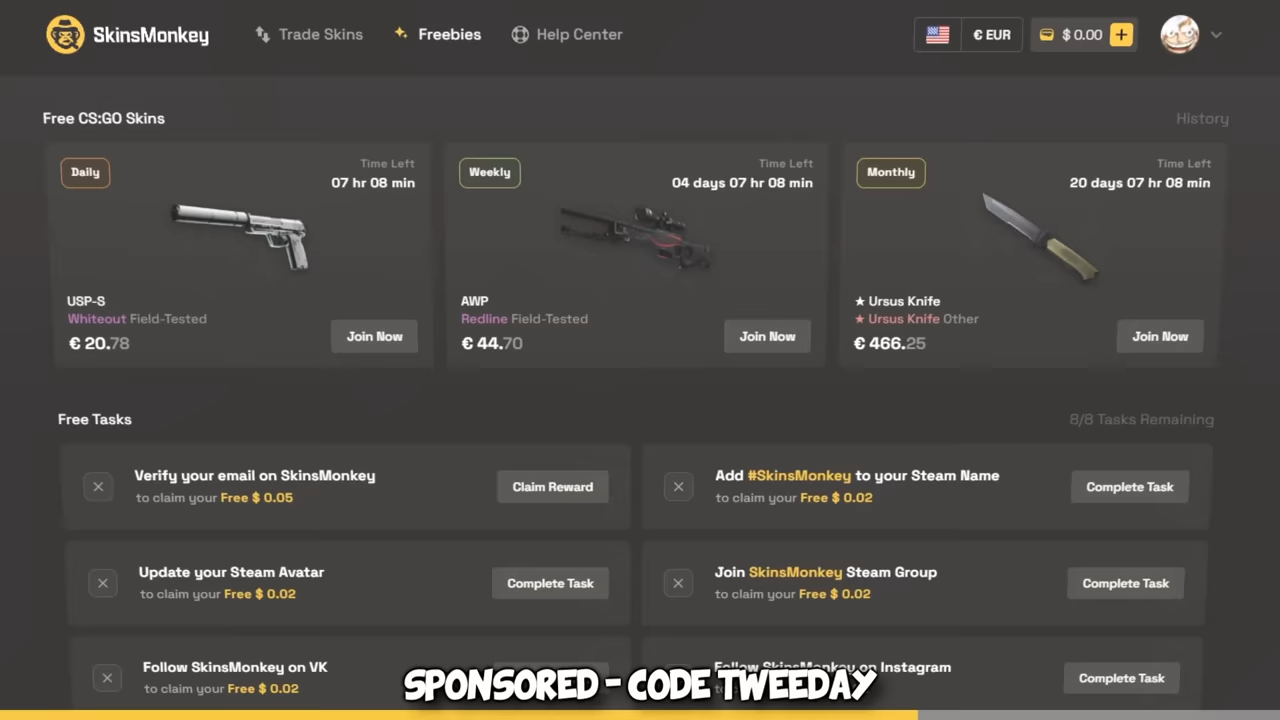 SkinsMonkey Trade Skins Freebies Help Center € EUR $ 0.00 +
Free CS:GO Skins History
Daily Time Left
07 hr 08 min
USP-S
Whiteout Field-Tested
€ 20.78 Join Now
Weekly Time Left
04 days 07 hr 08 min
AWP
Redline Field-Tested
€ 44.70 Join Now
Monthly Time Left
20 days 07 hr 08 min
★ Ursus Knife
★ Ursus Knife Other
€ 466.25 Join Now
Free Tasks 8/8 Tasks Remaining
Verify your email on SkinsMonkey
to claim your Free $ 0.05
Claim Reward
Add #SkinsMonkey to your Steam Name
to claim your Free $ 0.02
Complete Task
Update your Steam Avatar
to claim your Free $ 0.02
Complete Task
Join SkinsMonkey Steam Group
to claim your Free $ 0.02
Complete Task
Follow SkinsMonkey on VK
to claim your Free $ 0.02
Follow SkinsMonkey on Instagram
Complete Task
SPONSORED - CODE TWEEDAY